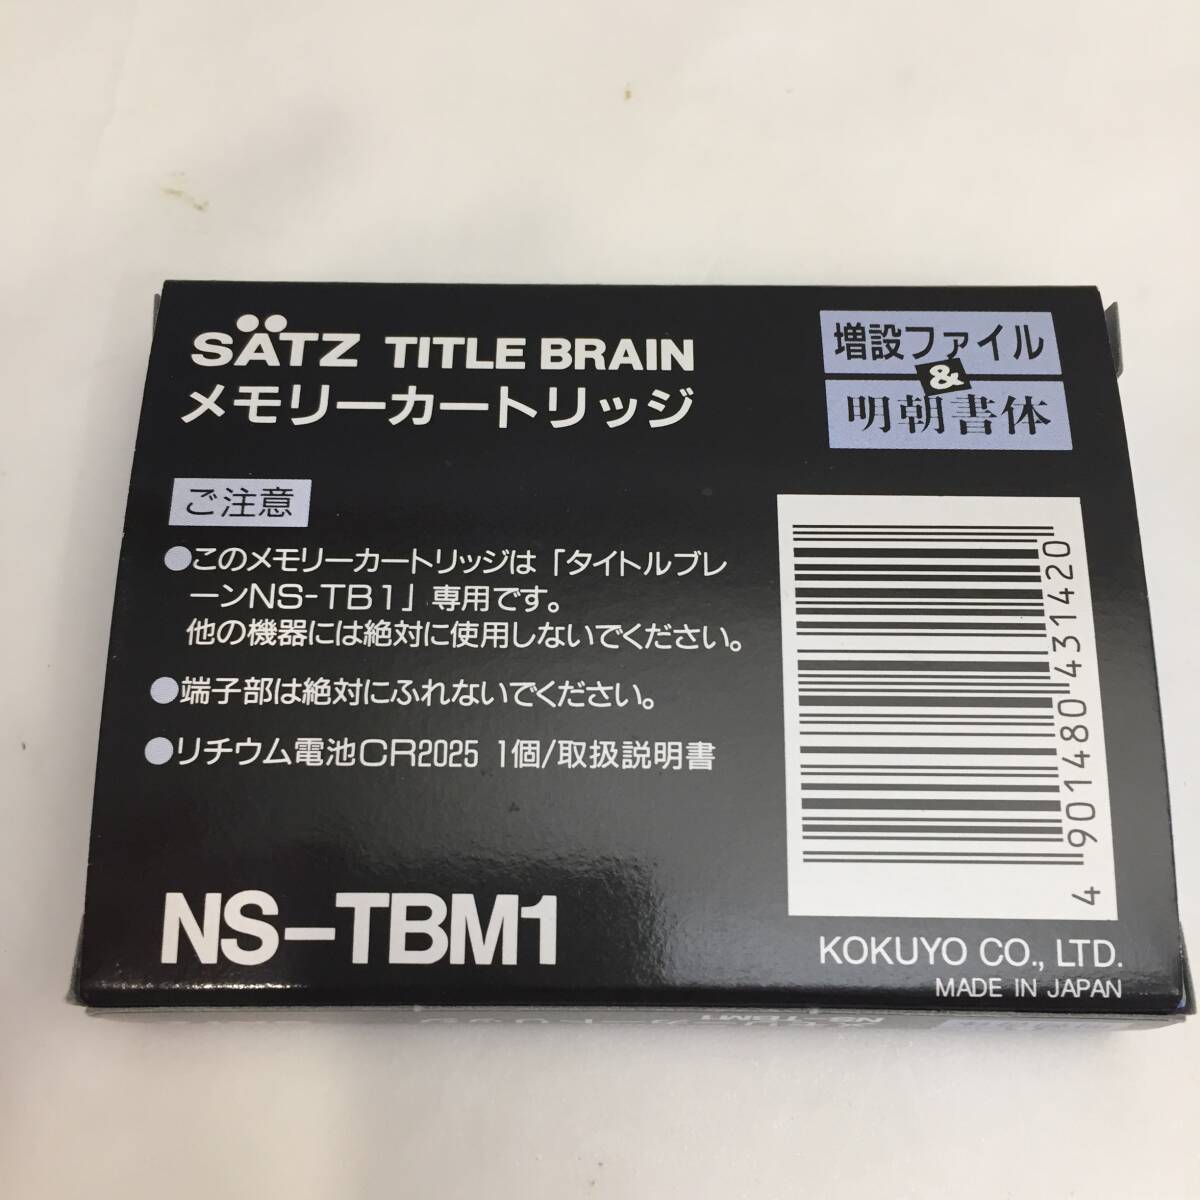 SÄTZ TITLE BRAIN
メモリーカートリッジ
増設ファイル
&
明朝書体
ご注意
●このメモリーカートリッジは「タイトルブレ
ーンNS-TB1」専用です。
他の機器には絶対に使用しないでください。
●端子部は絶対にふれないでください。
●リチウム電池CR2025 1個/取扱説明書
4901480431420
NS-TBM1
KOKUYO CO., LTD.
MADE IN JAPAN
NS-TBM1